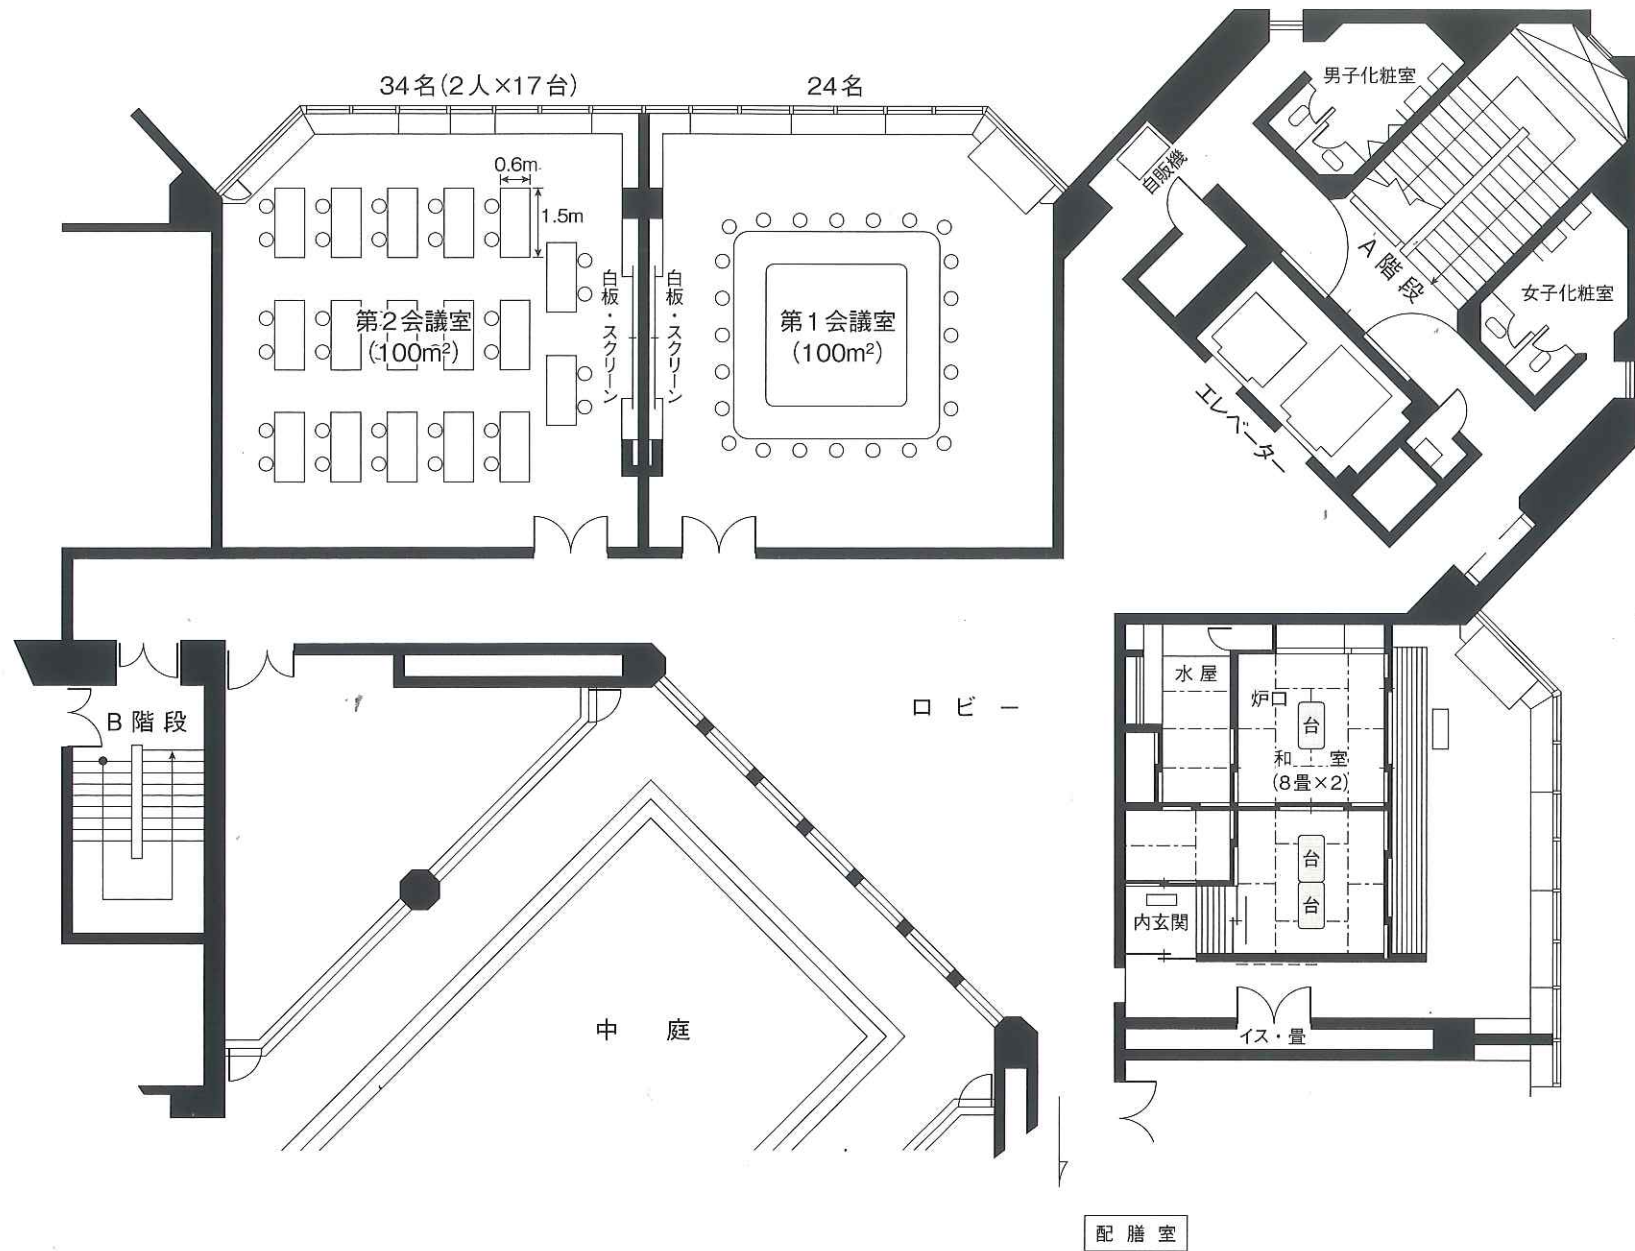 34名(2人×17台)
24名
男子化粧室
自販機
0.6m
1.5m
A階段
女子化粧室
白板・スクリーン
白板・スクリーン
第2会議室
(100m²)
第1会議室
(100m²)
エレベーター
水屋
炉口
台
和 室
(8畳×2)
ロ ビ ー
B階段
台
台
内玄関
イス・畳
中 庭
配膳室